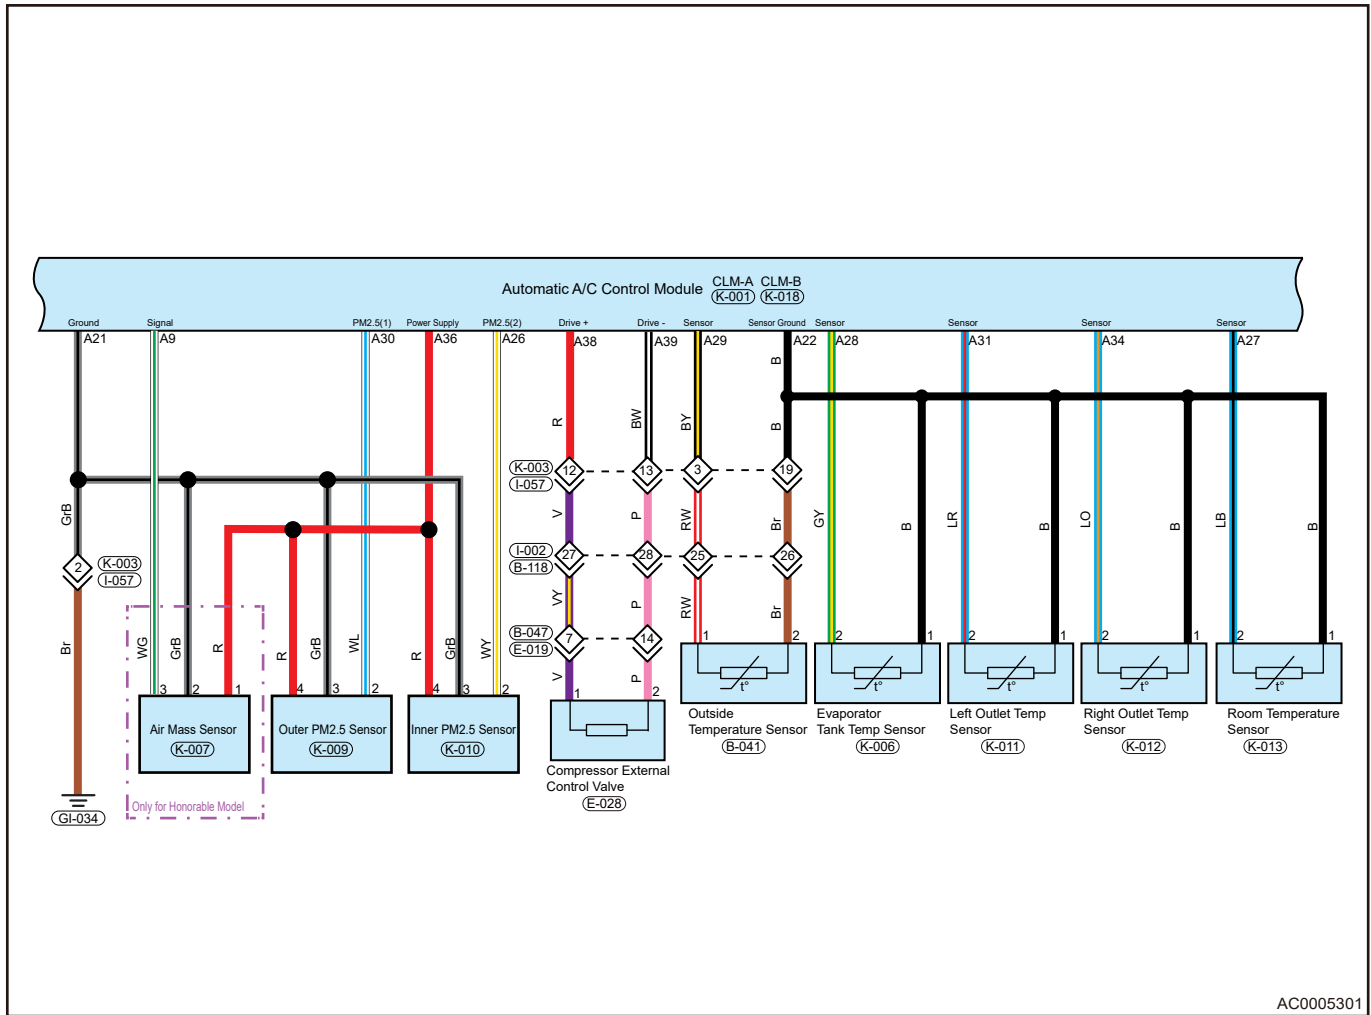 Automatic A/C Control Module
CLM-A CLM-B
K-001 K-018
Ground
Signal
PM2.5(1)
Power Supply
PM2.5(2)
Drive +
Drive -
Sensor
Sensor Ground
Sensor
Sensor
Sensor
Sensor
A21
A9
A30
A36
A26
A38
A39
A29
A22
A28
A31
A34
A27
B
R
BW
BY
B
K-003
I-057
12
13
3
19
GrB
V
P
RW
Br
GY
B
LR
B
LO
B
LB
B
2
K-003
I-057
I-002
B-118
27
28
25
26
VY
P
RW
Br
B-047
E-019
7
14
Br
WG
GrB
R
R
GrB
WL
R
GrB
WY
V
P
1
2
1
2
2
1
2
1
2
1
2
1
3
2
1
4
3
2
4
3
2
t°
t°
t°
t°
t°
Air Mass Sensor
K-007
Outer PM2.5 Sensor
K-009
Inner PM2.5 Sensor
K-010
Compressor External
Control Valve
E-028
Outside
Temperature Sensor
B-041
Evaporator
Tank Temp Sensor
K-006
Left Outlet Temp
Sensor
K-011
Right Outlet Temp
Sensor
K-012
Room Temperature
Sensor
K-013
Only for Honorable Model
GI-034
AC0005301